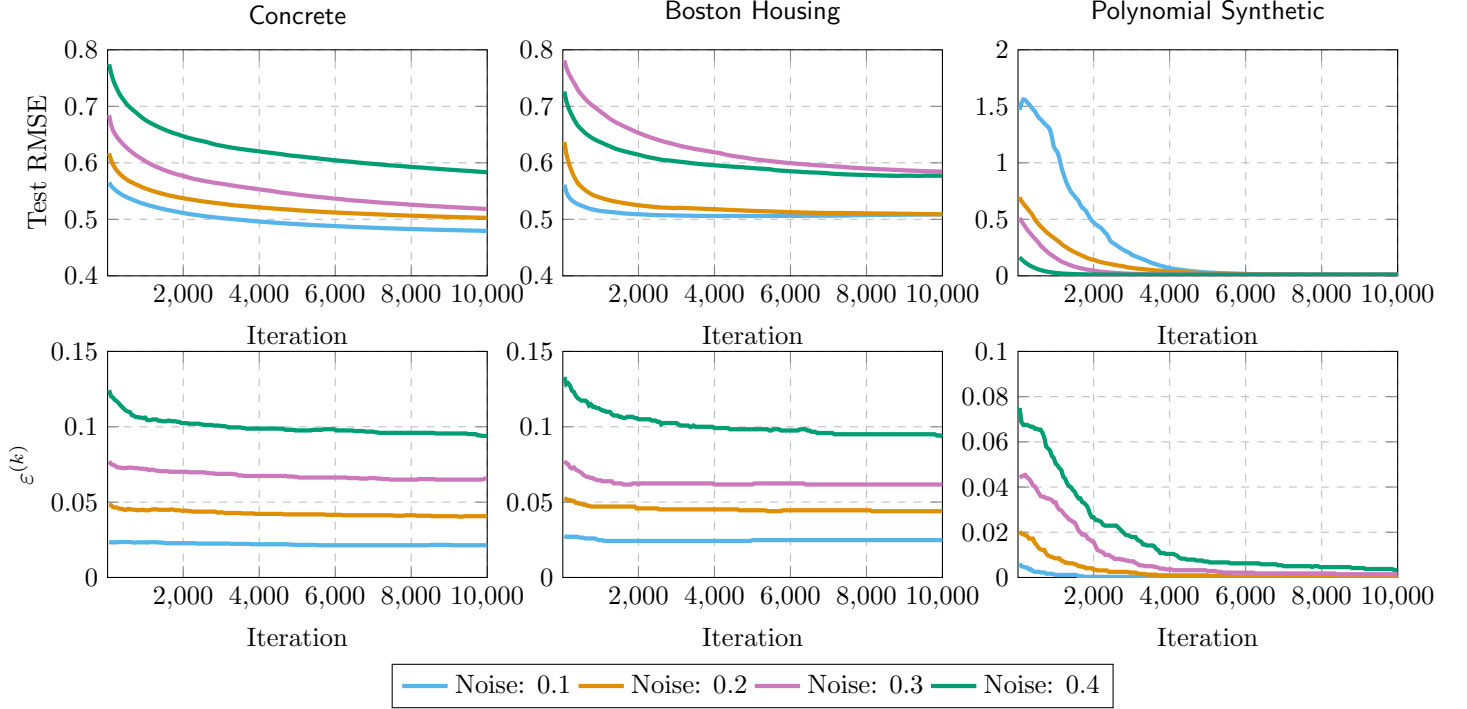 Concrete
Boston Housing
Polynomial Synthetic
Test RMSE
0.8
0.7
0.6
0.5
0.4
2,000 4,000 6,000 8,000 10,000
Iteration
0.8
0.7
0.6
0.5
0.4
2,000 4,000 6,000 8,000 10,000
Iteration
2
1.5
1
0.5
0
2,000 4,000 6,000 8,000 10,000
Iteration
ε^(k)
0.15
0.1
0.05
0
2,000 4,000 6,000 8,000 10,000
Iteration
0.15
0.1
0.05
0
2,000 4,000 6,000 8,000 10,000
Iteration
0.1
0.08
0.06
0.04
0.02
0
2,000 4,000 6,000 8,000 10,000
Iteration
Noise: 0.1 Noise: 0.2 Noise: 0.3 Noise: 0.4